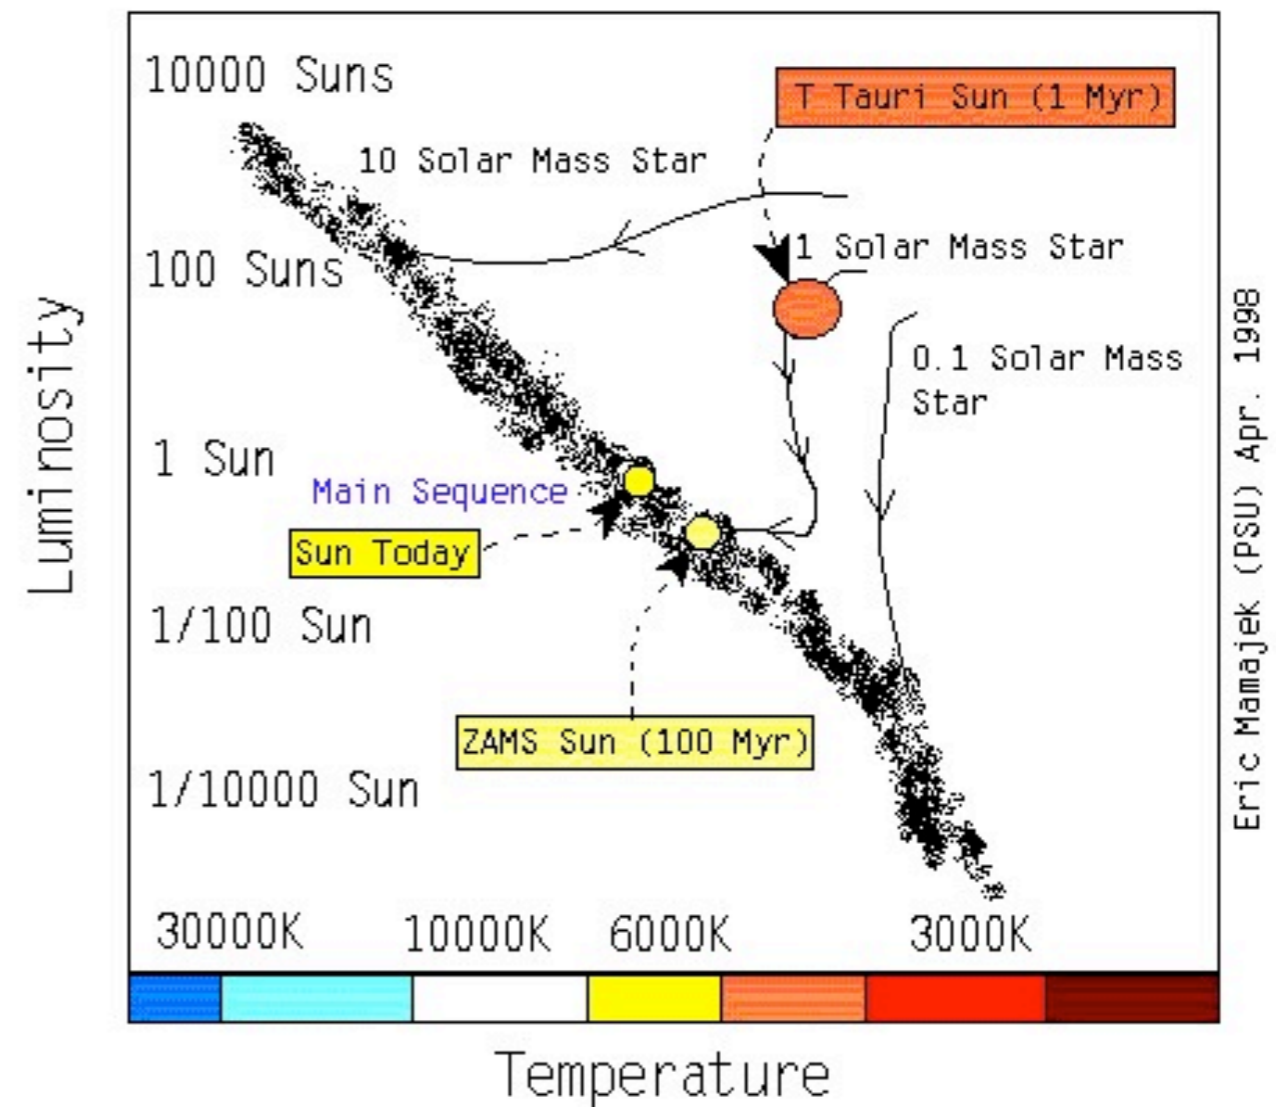 10000 Suns
T Tauri Sun (1 Myr)
10 Solar Mass Star
100 Suns
1 Solar Mass Star
0.1 Solar Mass
Star
1 Sun
Main Sequence
Sun Today
1/100 Sun
ZAMS Sun (100 Myr)
1/10000 Sun
30000K
10000K
6000K
3000K
Temperature
Luminosity
Eric Mamajek (PSU) Apr. 1998